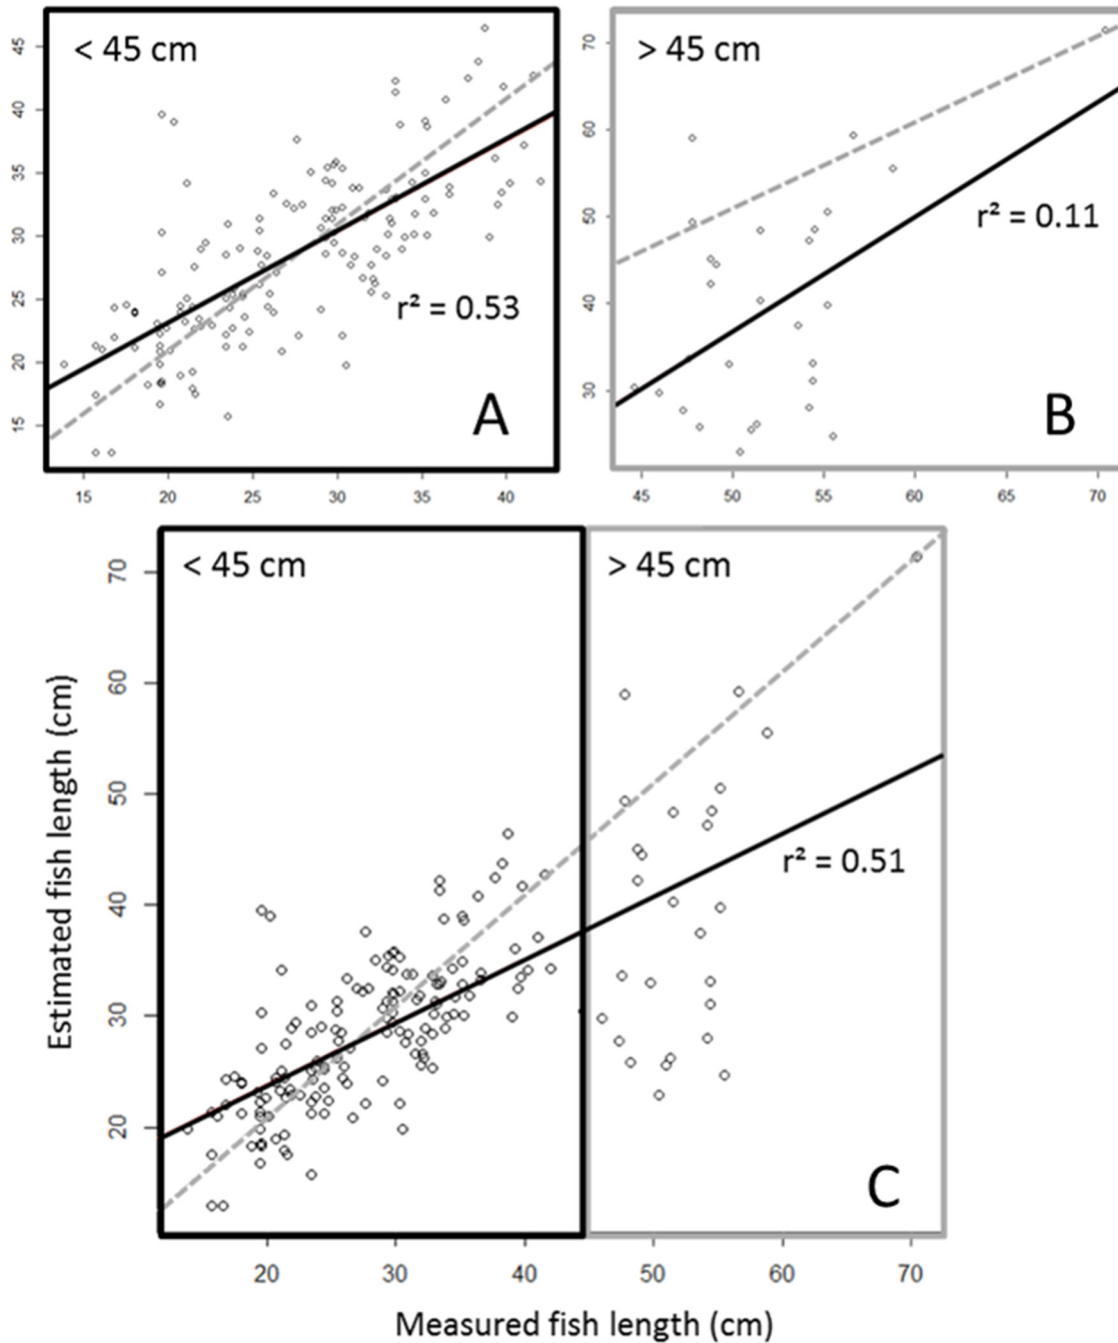 < 45 cm
45
40
35
30
25
20
15
r² = 0.53
A
15 20 25 30 35 40
> 45 cm
70
60
50
40
30
r² = 0.11
B
45 50 55 60 65 70
< 45 cm
> 45 cm
70
60
50
40
30
20
Estimated fish length (cm)
r² = 0.51
C
20 30 40 50 60 70
Measured fish length (cm)